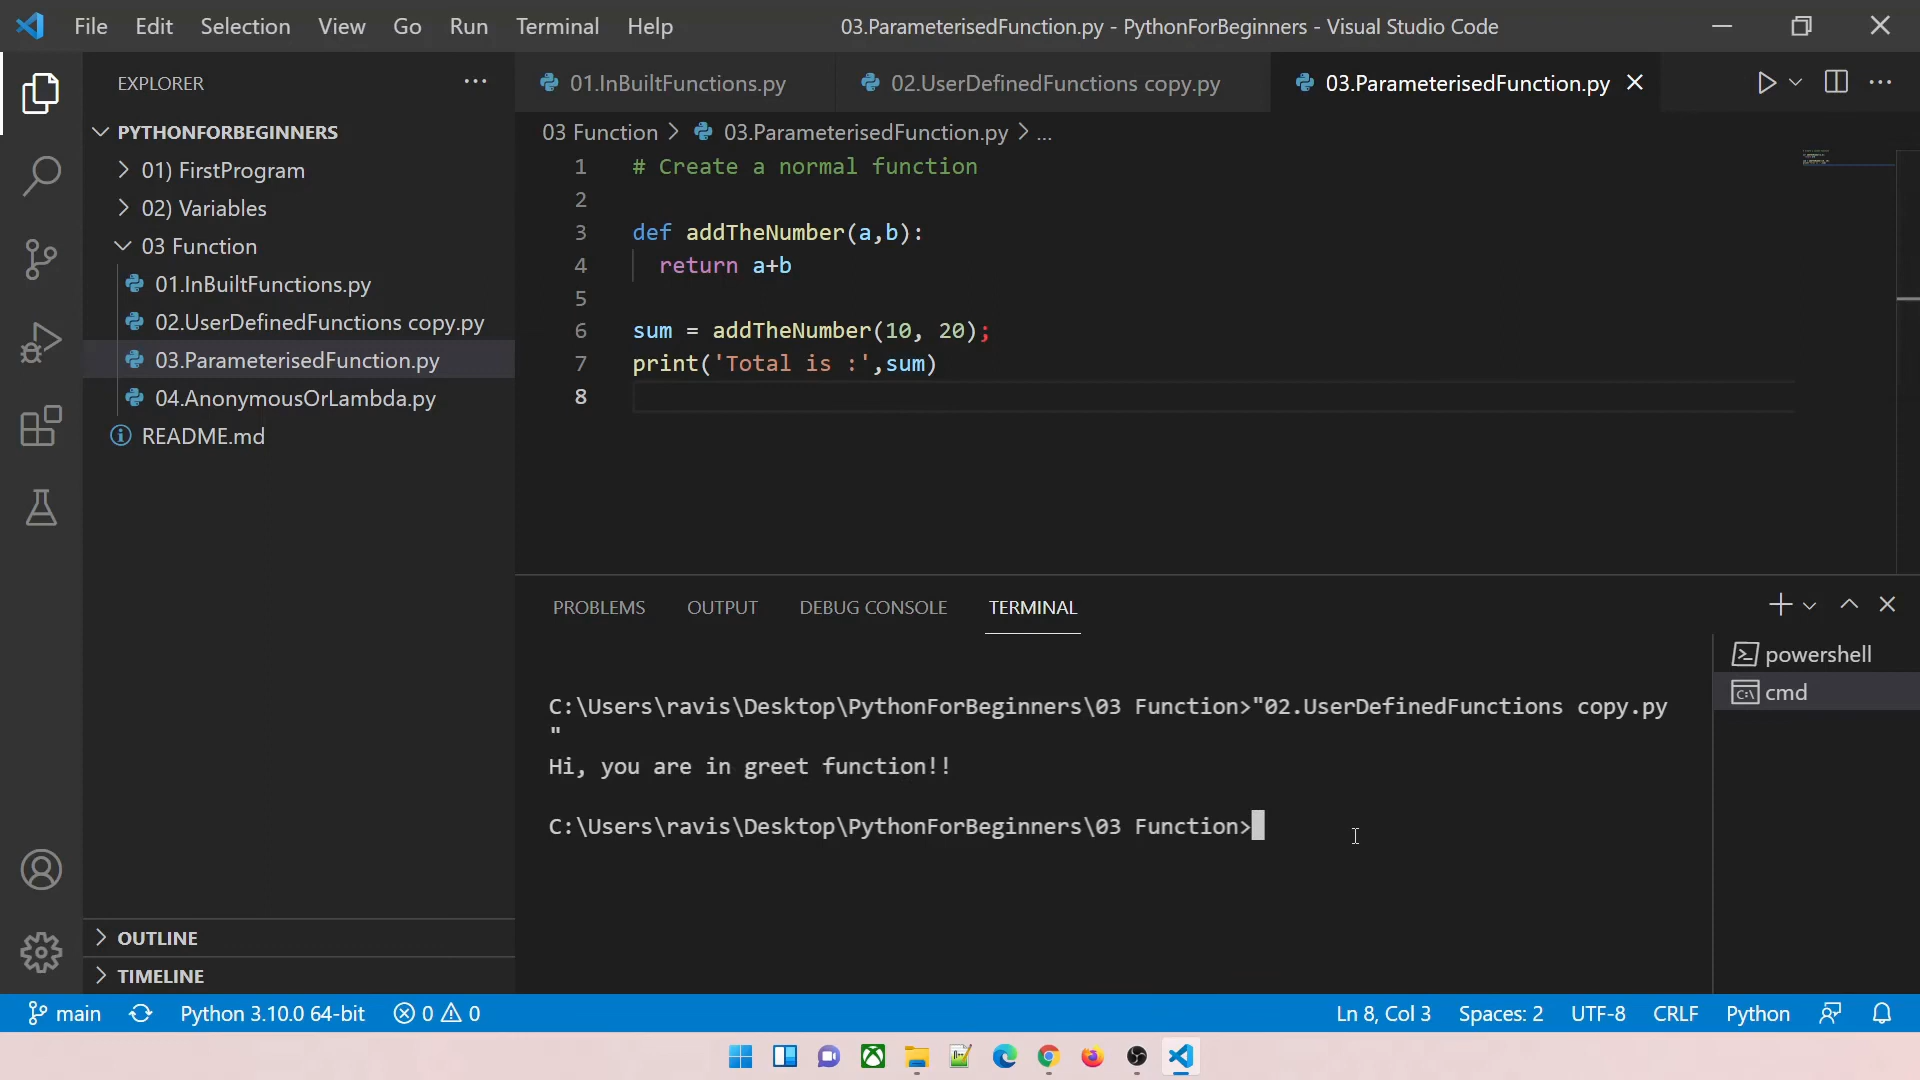 File Edit Selection View Go Run Terminal Help 03.ParameterisedFunction.py - PythonForBeginners - Visual Studio Code
EXPLORER
PYTHONFORBEGINNERS
01) FirstProgram
02) Variables
03 Function
01.InBuiltFunctions.py
02.UserDefinedFunctions copy.py
03.ParameterisedFunction.py
04.AnonymousOrLambda.py
README.md
OUTLINE
TIMELINE
01.InBuiltFunctions.py 02.UserDefinedFunctions copy.py 03.ParameterisedFunction.py
03 Function > 03.ParameterisedFunction.py > ...
1 # Create a normal function
2
3 def addTheNumber(a,b):
4 return a+b
5
6 sum = addTheNumber(10, 20);
7 print('Total is :',sum)
8
PROBLEMS OUTPUT DEBUG CONSOLE TERMINAL
C:\Users\ravis\Desktop\PythonForBeginners\03 Function>"02.UserDefinedFunctions copy.py
"
Hi, you are in greet function!!
C:\Users\ravis\Desktop\PythonForBeginners\03 Function>
powershell
cmd
main Python 3.10.0 64-bit 0 0 Ln 8, Col 3 Spaces: 2 UTF-8 CRLF Python